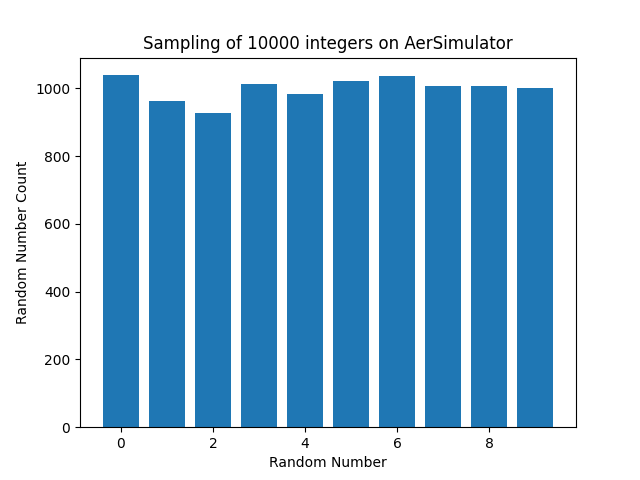 Sampling of 10000 integers on AerSimulator
1000
800
600
400
200
0
Random Number Count
0 2 4 6 8
Random Number